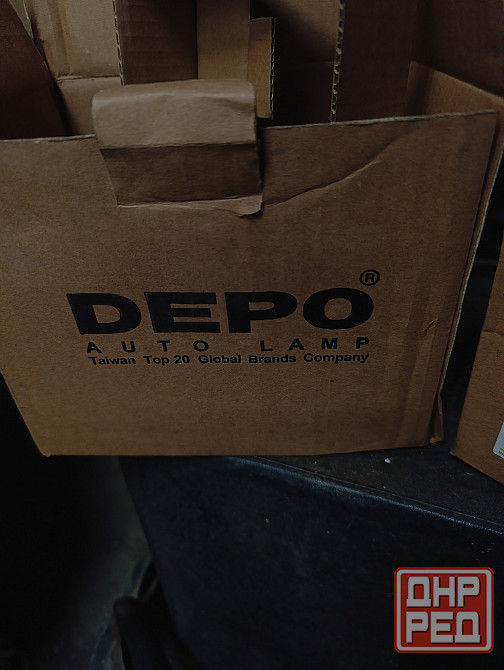 DEPO®
AUTO LAMP
Taiwan Top 20 Global Brands Company
ДНР
РЕД